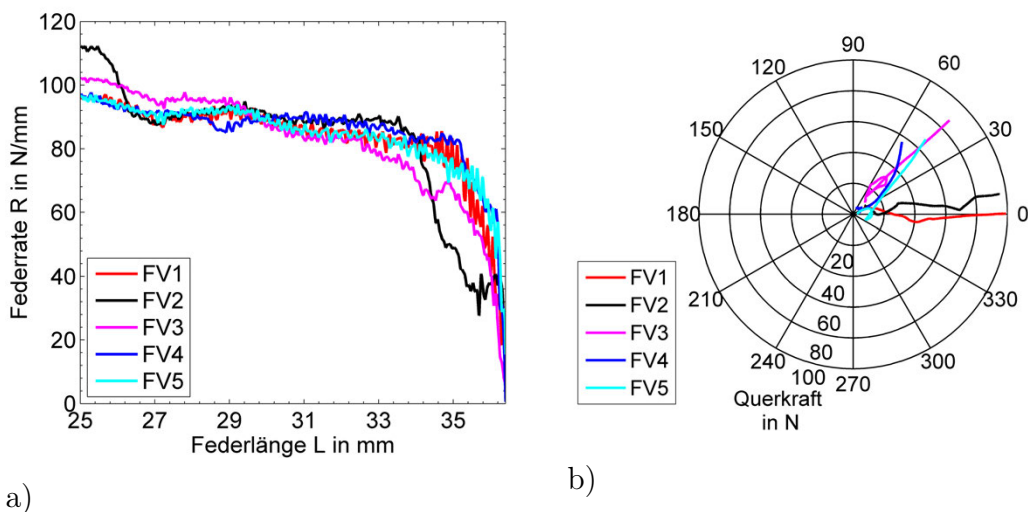 120
100
80
60
40
20
0
Federrate R in N/mm
25 27 29 31 33 35
Federlänge L in mm
FV1
FV2
FV3
FV4
FV5
a)
90
60
30
0
330
300
270
240
210
180
150
120
20
40
60
80
100
Querkraft
in N
FV1
FV2
FV3
FV4
FV5
b)